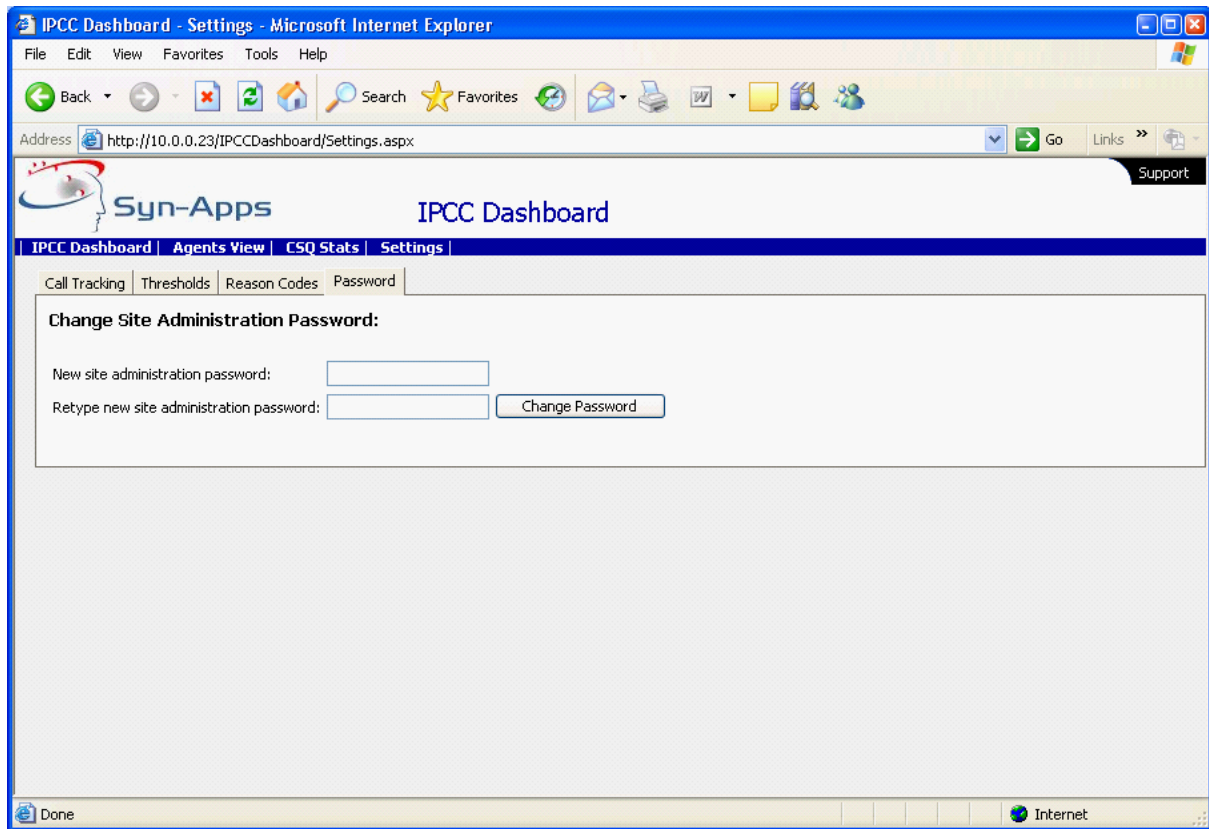 IPCC Dashboard - Settings - Microsoft Internet Explorer
File Edit View Favorites Tools Help
Back Search Favorites
Address http://10.0.0.23/IPCCDashboard/Settings.aspx Go Links »
Support
Syn-Apps IPCC Dashboard
| IPCC Dashboard | Agents View | CSQ Stats | Settings |
Call Tracking Thresholds Reason Codes Password
Change Site Administration Password:
New site administration password:
Retype new site administration password: Change Password
Done Internet